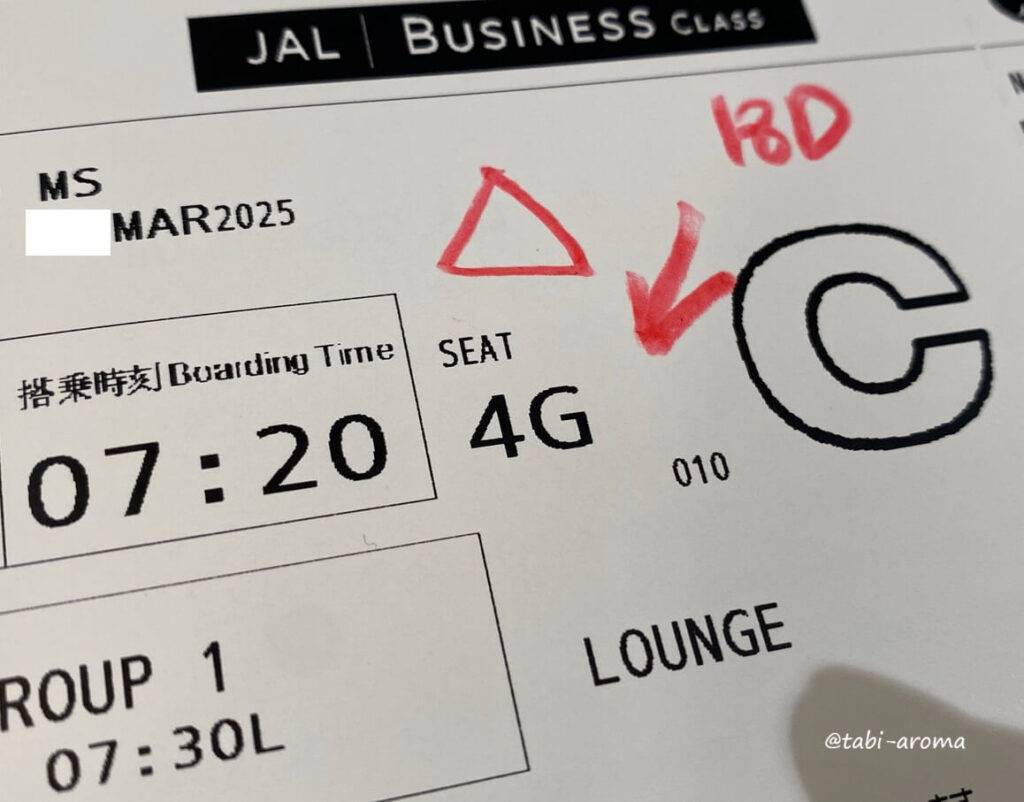 JAL | BUSINESS CLASS
18D
MS
MAR2025
搭乗時刻 Boarding Time
07:20
SEAT
4G
C
010
ROUP 1
07:30L
LOUNGE
@tabi-aroma